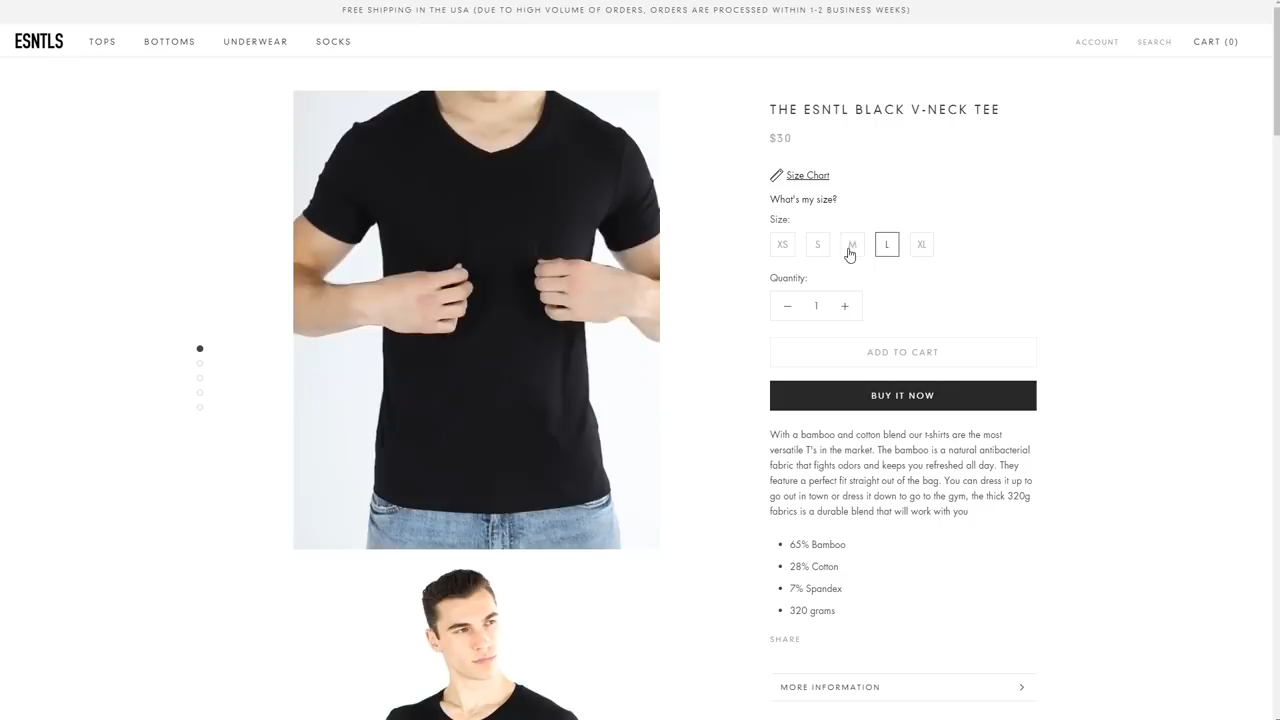 FREE SHIPPING IN THE USA (DUE TO HIGH VOLUME OF ORDERS, ORDERS ARE PROCESSED WITHIN 1-2 BUSINESS WEEKS)
ESNTLS TOPS BOTTOMS UNDERWEAR SOCKS ACCOUNT SEARCH CART (0)
THE ESNTL BLACK V-NECK TEE
$30
Size Chart
What's my size?
Size:
XS S M L XL
Quantity:
1
ADD TO CART
BUY IT NOW
With a bamboo and cotton blend our t-shirts are the most
versatile T's in the market. The bamboo is a natural antibacterial
fabric that fights odors and keeps you refreshed all day. They
feature a perfect fit straight out of the bag. You can dress it up to
go out in town or dress it down to go to the gym, the thick 320g
fabrics is a durable blend that will work with you
65% Bamboo
28% Cotton
7% Spandex
320 grams
SHARE
MORE INFORMATION